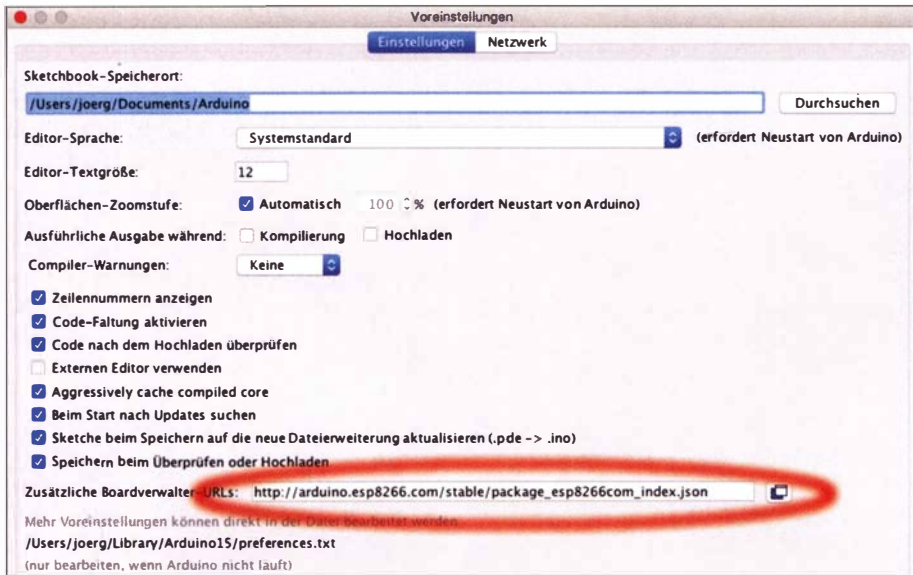 Voreinstellungen
Einstellungen Netzwerk
Sketchbook-Speicherort:
/Users/joerg/Documents/Arduino Durchsuchen
Editor-Sprache: Systemstandard (erfordert Neustart von Arduino)
Editor-Textgröße: 12
Oberflächen-Zoomstufe: Automatisch 100 % (erfordert Neustart von Arduino)
Ausführliche Ausgabe während: Kompilierung Hochladen
Compiler-Warnungen: Keine
Zeilennummern anzeigen
Code-Faltung aktivieren
Code nach dem Hochladen überprüfen
Externen Editor verwenden
Aggressively cache compiled core
Beim Start nach Updates suchen
Sketche beim Speichern auf die neue Dateierweiterung aktualisieren (.pde -> .ino)
Speichern beim Überprüfen oder Hochladen
Zusätzliche Boardverwalter-URLs: http://arduino.esp8266.com/stable/package_esp8266com_index.json
Mehr Voreinstellungen können direkt in der Datei bearbeitet werden
/Users/joerg/Library/Arduino15/preferences.txt
(nur bearbeiten, wenn Arduino nicht läuft)